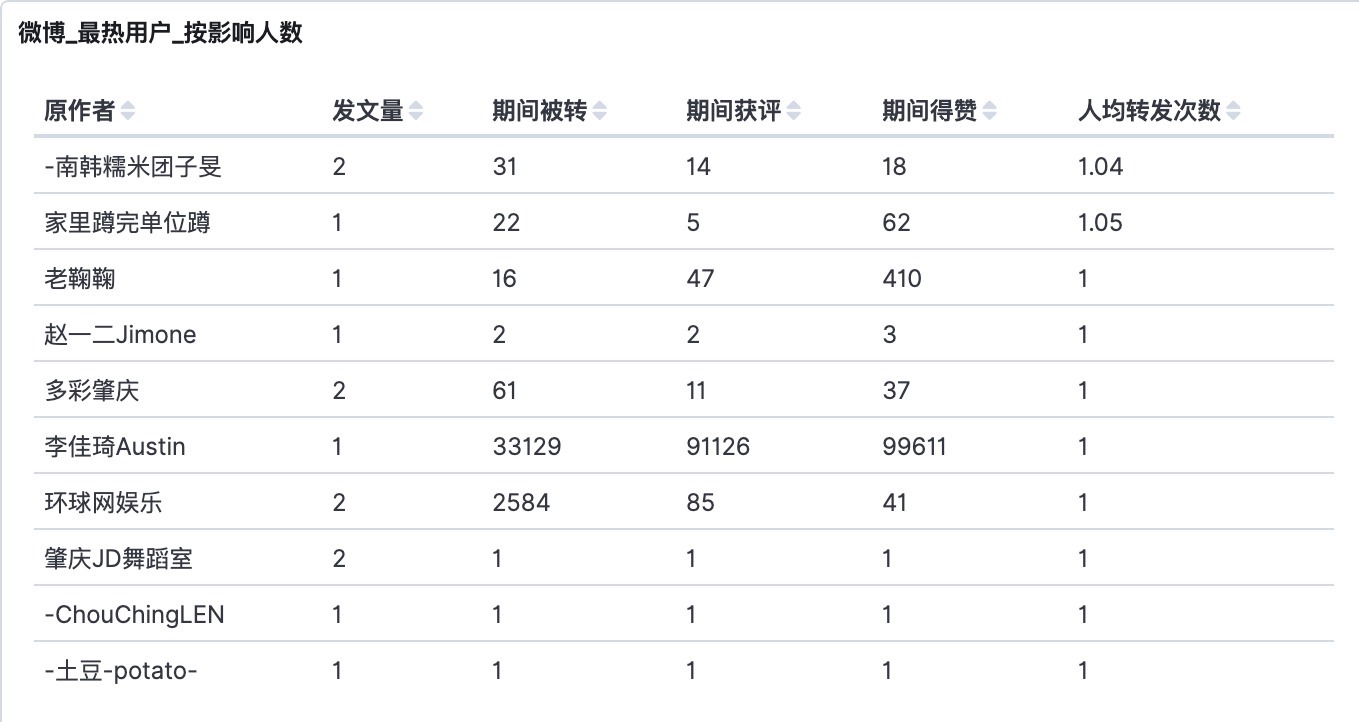 微博_最热用户_按影响人数
原作者 发文量 期间被转 期间获评 期间得赞 人均转发次数
-南韩糯米团子旻 2 31 14 18 1.04
家里蹲完单位蹲 1 22 5 62 1.05
老鞠鞠 1 16 47 410 1
赵一二Jimone 1 2 2 3 1
多彩肇庆 2 61 11 37 1
李佳琦Austin 1 33129 91126 99611 1
环球网娱乐 2 2584 85 41 1
肇庆JD舞蹈室 2 1 1 1 1
-ChouChingLEN 1 1 1 1 1
-土豆-potato- 1 1 1 1 1